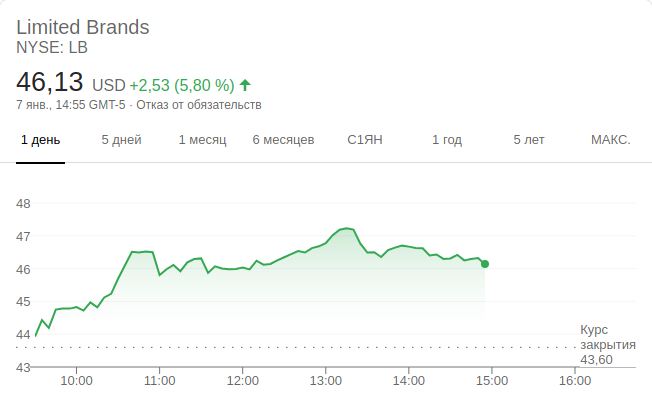 Limited Brands
NYSE: LB
46,13 USD +2,53 (5,80 %)
7 янв., 14:55 GMT-5 · Отказ от обязательств
1 день 5 дней 1 месяц 6 месяцев С1ЯН 1 год 5 лет МАКС.
48
47
46
45
44
43
Курс
закрытия
43,60
10:00 11:00 12:00 13:00 14:00 15:00 16:00